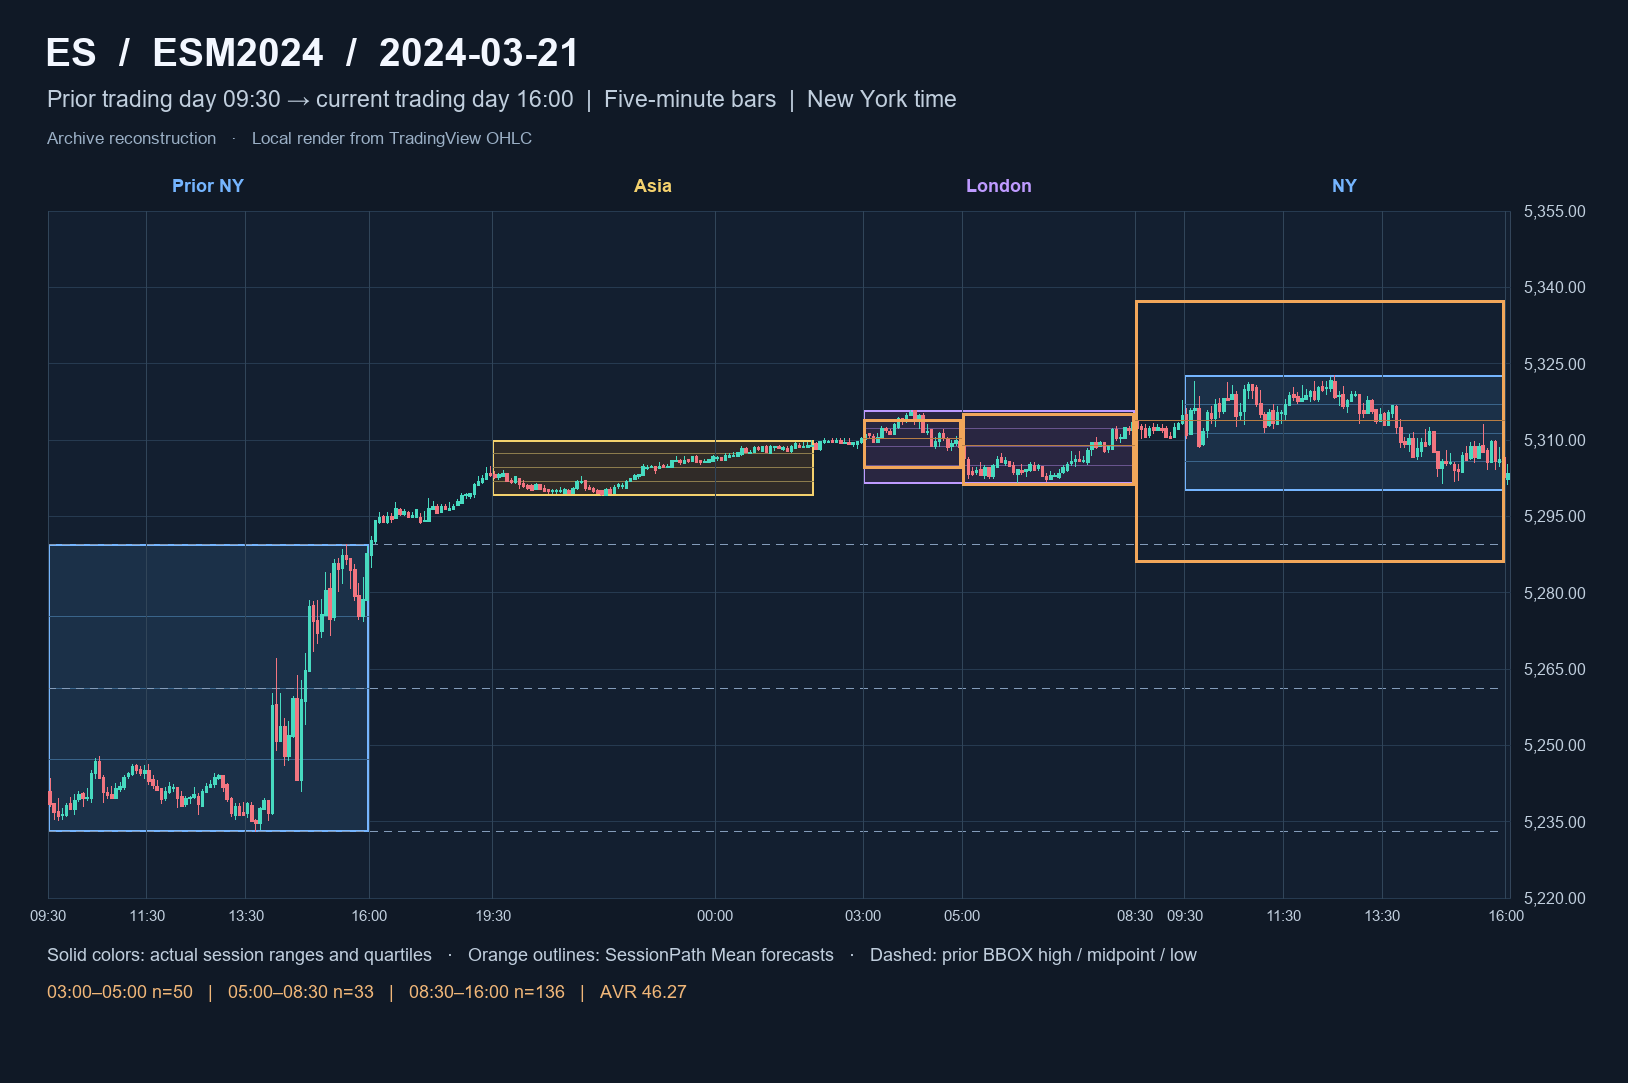 ES / ESM2024 / 2024-03-21
Prior trading day 09:30 → current trading day 16:00 | Five-minute bars | New York time
Archive reconstruction · Local render from TradingView OHLC
Prior NY Asia London NY
5,355.00
5,340.00
5,325.00
5,310.00
5,295.00
5,280.00
5,265.00
5,250.00
5,235.00
5,220.00
09:30 11:30 13:30 16:00 19:30 00:00 03:00 05:00 08:30 09:30 11:30 13:30 16:00
Solid colors: actual session ranges and quartiles · Orange outlines: SessionPath Mean forecasts · Dashed: prior BBOX high / midpoint / low
03:00–05:00 n=50 | 05:00–08:30 n=33 | 08:30–16:00 n=136 | AVR 46.27